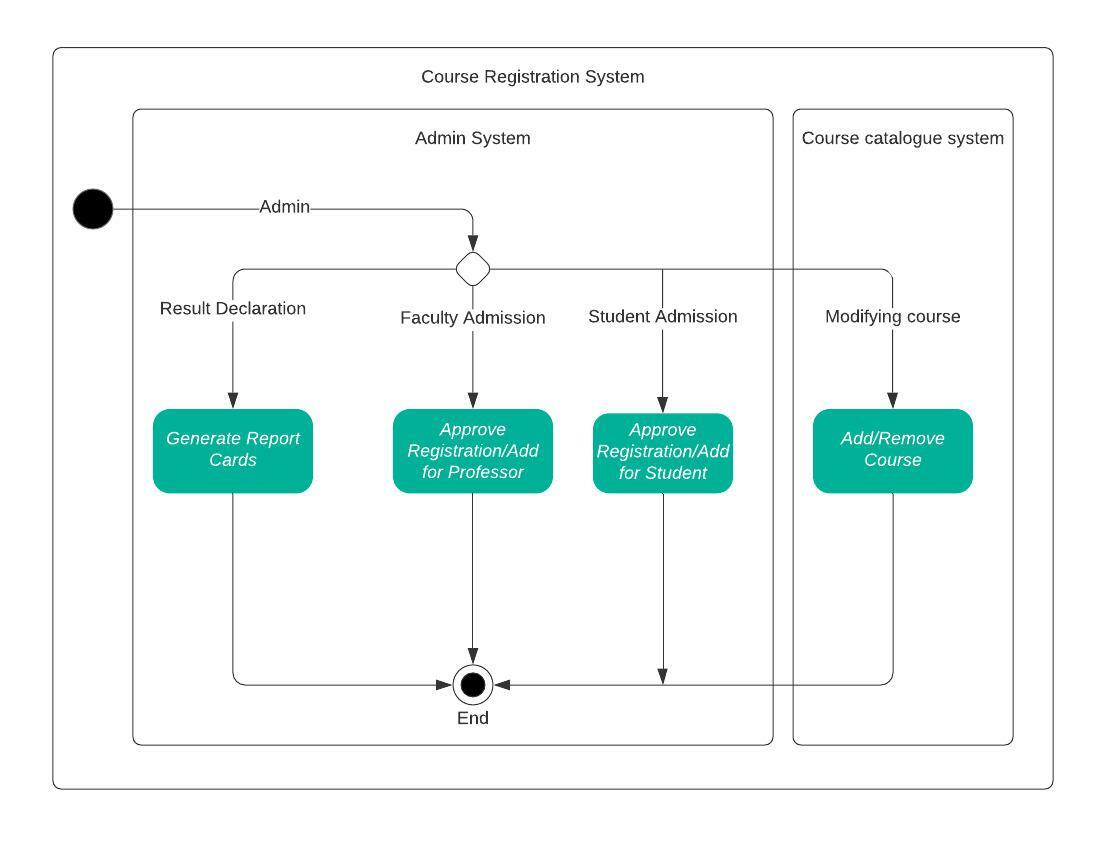 Course Registration System
Admin System
Course catalogue system
Admin
Result Declaration
Faculty Admission
Student Admission
Modifying course
Generate Report
Cards
Approve
Registration/Add
for Professor
Approve
Registration/Add
for Student
Add/Remove
Course
End